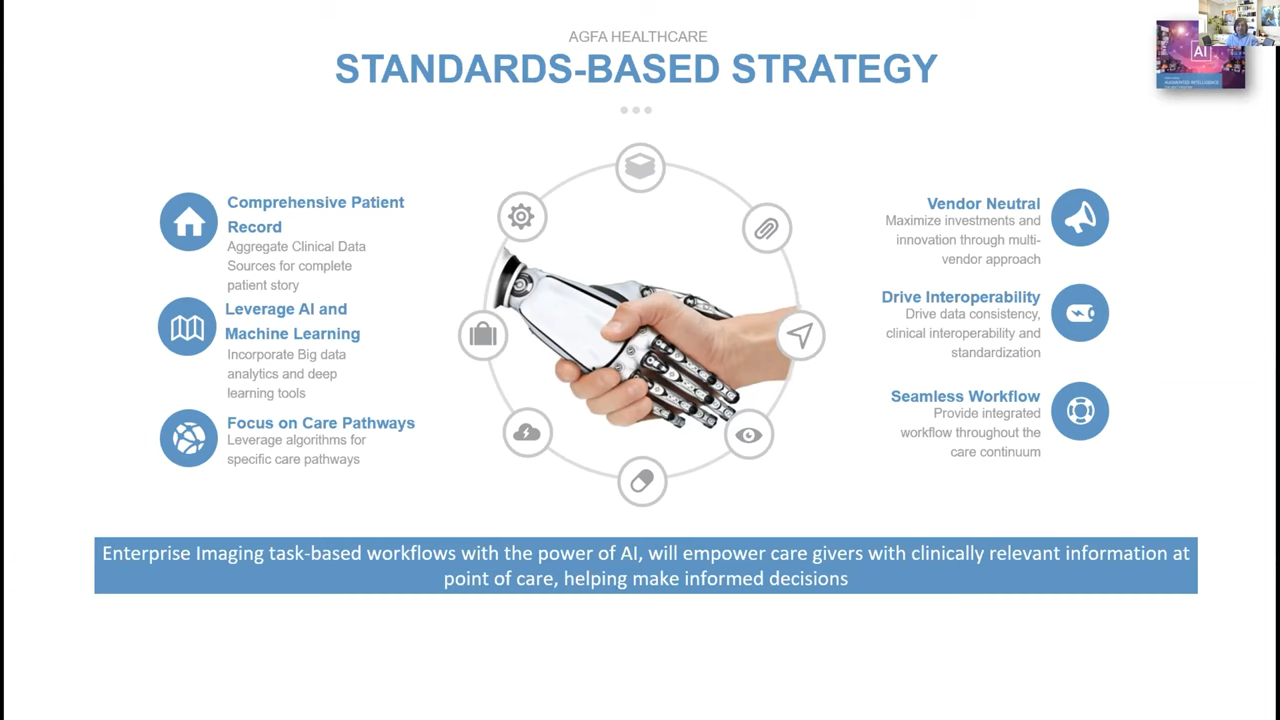 AGFA HEALTHCARE
STANDARDS-BASED STRATEGY
Comprehensive Patient
Record
Aggregate Clinical Data
Sources for complete
patient story
Leverage AI and
Machine Learning
Incorporate Big data
analytics and deep
learning tools
Focus on Care Pathways
Leverage algorithms for
specific care pathways
Vendor Neutral
Maximize investments and
innovation through multi-
vendor approach
Drive Interoperability
Drive data consistency,
clinical interoperability and
standardization
Seamless Workflow
Provide integrated
workflow throughout the
care continuum
Enterprise Imaging task-based workflows with the power of AI, will empower care givers with clinically relevant information at
point of care, helping make informed decisions
AI
AUGMENTED INTELLIGENCE